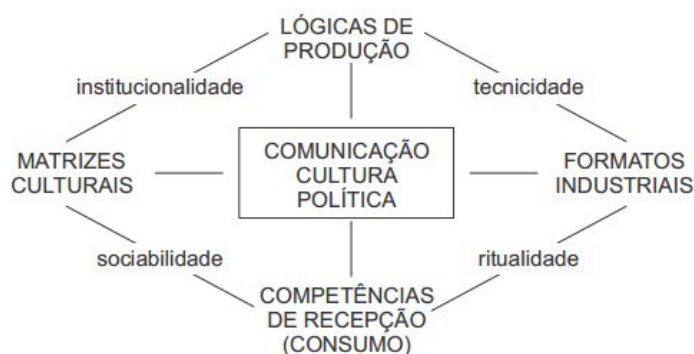 LÓGICAS DE
PRODUÇÃO
institucionalidade
tecnicidade
MATRIZES
CULTURAIS
COMUNICAÇÃO
CULTURA
POLÍTICA
FORMATOS
INDUSTRIAIS
sociabilidade
ritualidade
COMPETÊNCIAS
DE RECEPÇÃO
(CONSUMO)